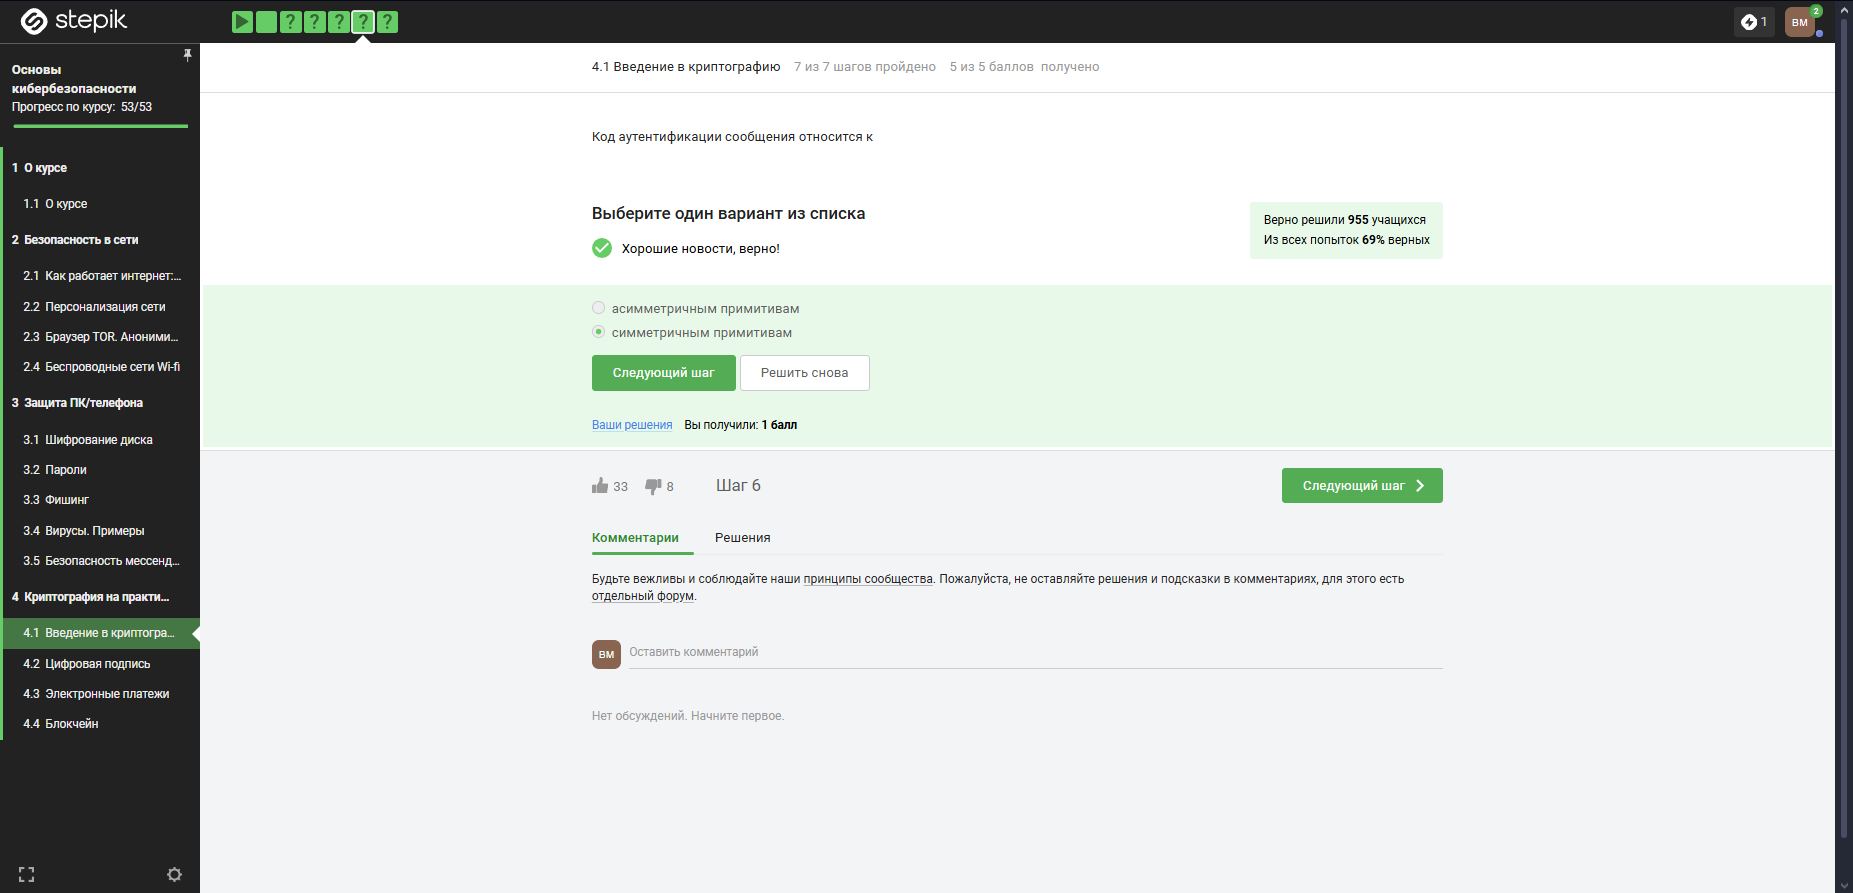 stepik
? ? ? ? ?
1
ВМ
2
Основы
кибербезопасности
Прогресс по курсу: 53/53
1 О курсе
1.1 О курсе
2 Безопасность в сети
2.1 Как работает интернет:...
2.2 Персонализация сети
2.3 Браузер TOR. Аноними...
2.4 Беспроводные сети Wi-fi
3 Защита ПК/телефона
3.1 Шифрование диска
3.2 Пароли
3.3 Фишинг
3.4 Вирусы. Примеры
3.5 Безопасность мессенд...
4 Криптография на практи...
4.1 Введение в криптогра...
4.2 Цифровая подпись
4.3 Электронные платежи
4.4 Блокчейн
4.1 Введение в криптографию 7 из 7 шагов пройдено 5 из 5 баллов получено
Код аутентификации сообщения относится к
Выберите один вариант из списка
Хорошие новости, верно!
Верно решили 955 учащихся
Из всех попыток 69% верных
асимметричным примитивам
симметричным примитивам
Следующий шаг
Решить снова
Ваши решения Вы получили: 1 балл
33 8 Шаг 6
Следующий шаг
Комментарии Решения
Будьте вежливы и соблюдайте наши принципы сообщества. Пожалуйста, не оставляйте решения и подсказки в комментариях, для этого есть
отдельный форум.
ВМ Оставить комментарий
Нет обсуждений. Начните первое.